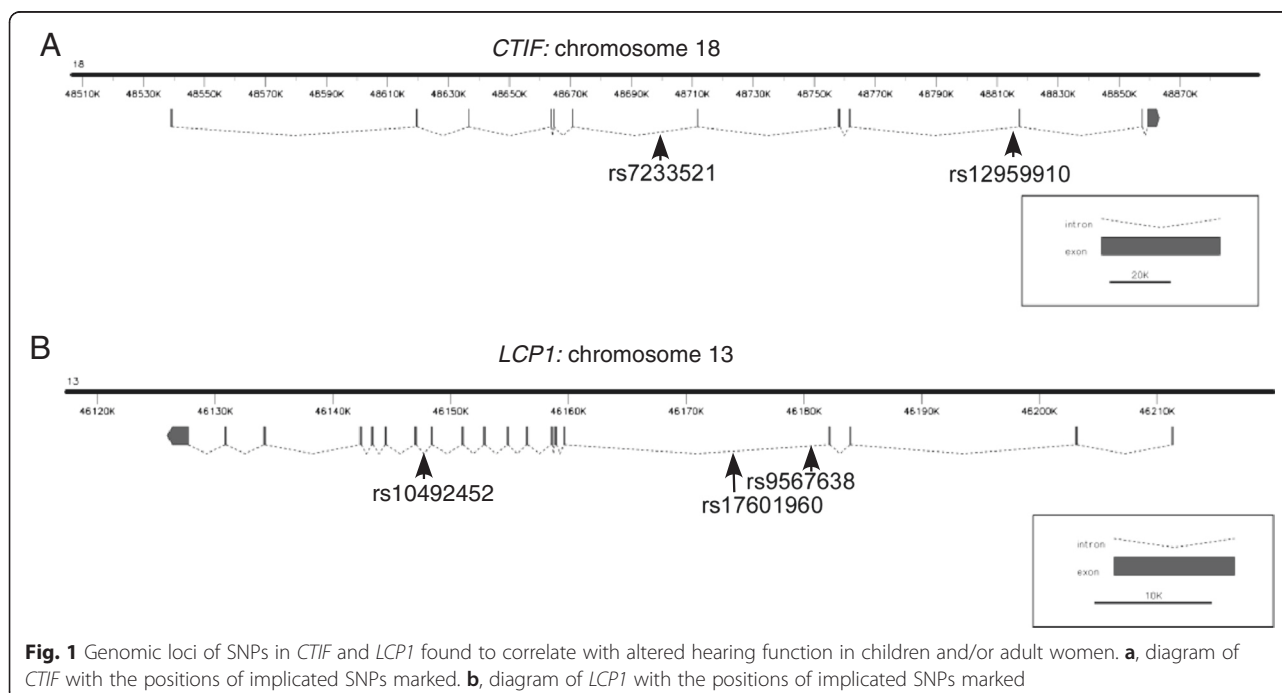 A
CTIF: chromosome 18
18
48510K 48530K 48550K 48570K 48590K 48610K 48630K 48650K 48670K 48690K 48710K 48730K 48750K 48770K 48790K 48810K 48830K 48850K 48870K
rs7233521
rs12959910
intron
exon
20K
B
LCP1: chromosome 13
13
46120K 46130K 46140K 46150K 46160K 46170K 46180K 46190K 46200K 46210K
rs10492452
rs9567638
rs17601960
intron
exon
10K
Fig. 1 Genomic loci of SNPs in CTIF and LCP1 found to correlate with altered hearing function in children and/or adult women. a, diagram of
CTIF with the positions of implicated SNPs marked. b, diagram of LCP1 with the positions of implicated SNPs marked